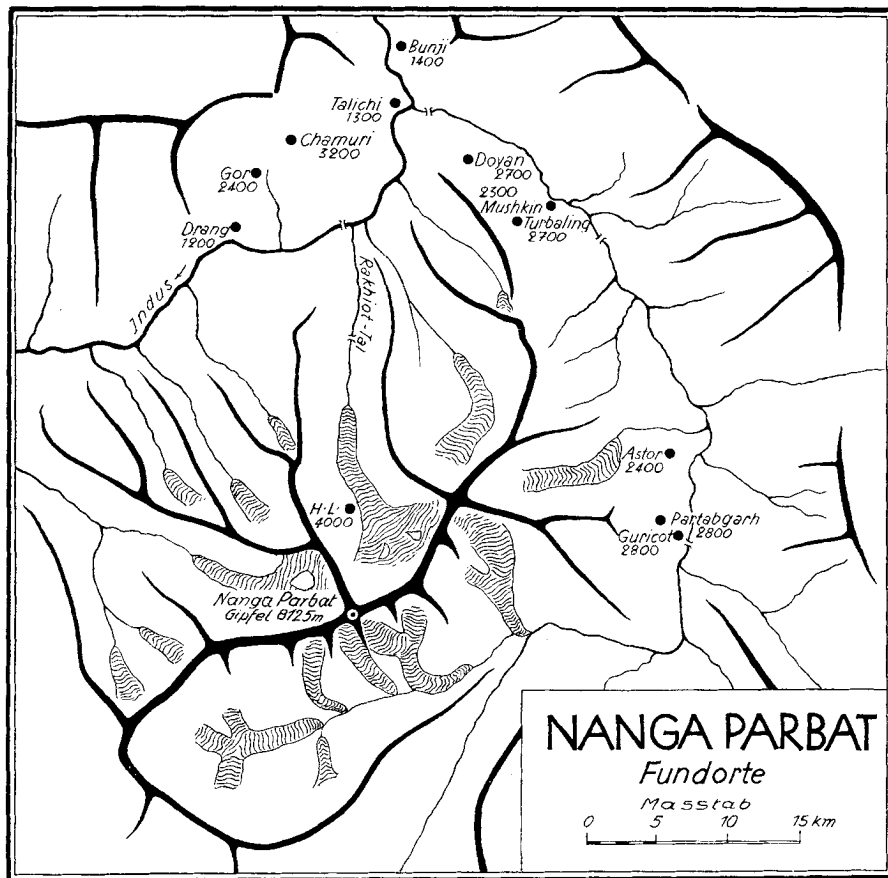 Bunji
1400
Talichi
1300
Chamuri
3200
Gor
2400
Doyan
2700
2300
Mushkin
Turbaling
2700
Drang
1200
Indus
Rakhiot-Tal
Astor
2400
H.L.
4000
Partabgarh
2800
Guricot
2800
Nanga Parbat
Gipfel 8125m
NANGA PARBAT
Fundorte
Masstab
0 5 10 15 km